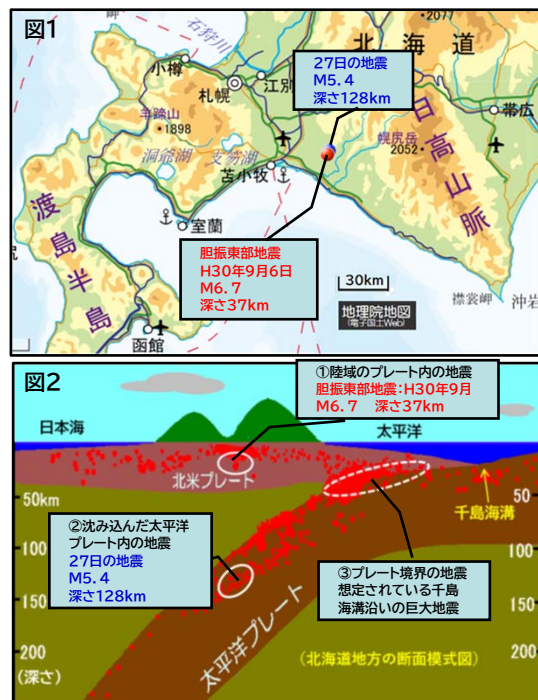 図1
石狩川
2077
北海道
小樽
札幌
江別
27日の地震
M5.4
深さ128km
帯広
羊蹄山
1898
洞爺湖
支笏湖
苫小牧
幌尻岳
2052
日高山脈
渡島半島
室蘭
胆振東部地震
H30年9月6日
M6.7
深さ37km
30km
地理院地図
(電子国土Web)
襟裳岬
沖岩
函館
図2
①陸域のプレート内の地震
胆振東部地震:H30年9月
M6.7 深さ37km
日本海
太平洋
北米プレート
50km
50
千島海溝
②沈み込んだ太平洋
プレート内の地震
27日の地震
M5.4
深さ128km
100
100
③プレート境界の地震
想定されている千島
海溝沿いの巨大地震
150
150
太平洋プレート
200
(深さ)
(北海道地方の断面模式図)
200